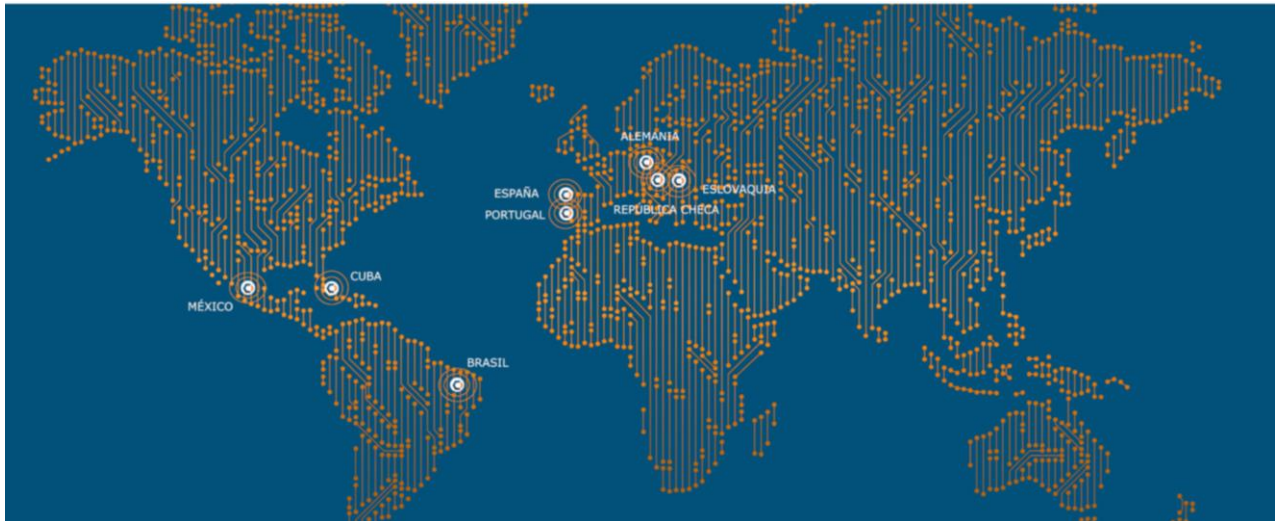 ALEMANIA
ESPAÑA
ESLOVAQUIA
PORTUGAL
REPÚBLICA CHECA
CUBA
MÉXICO
BRASIL